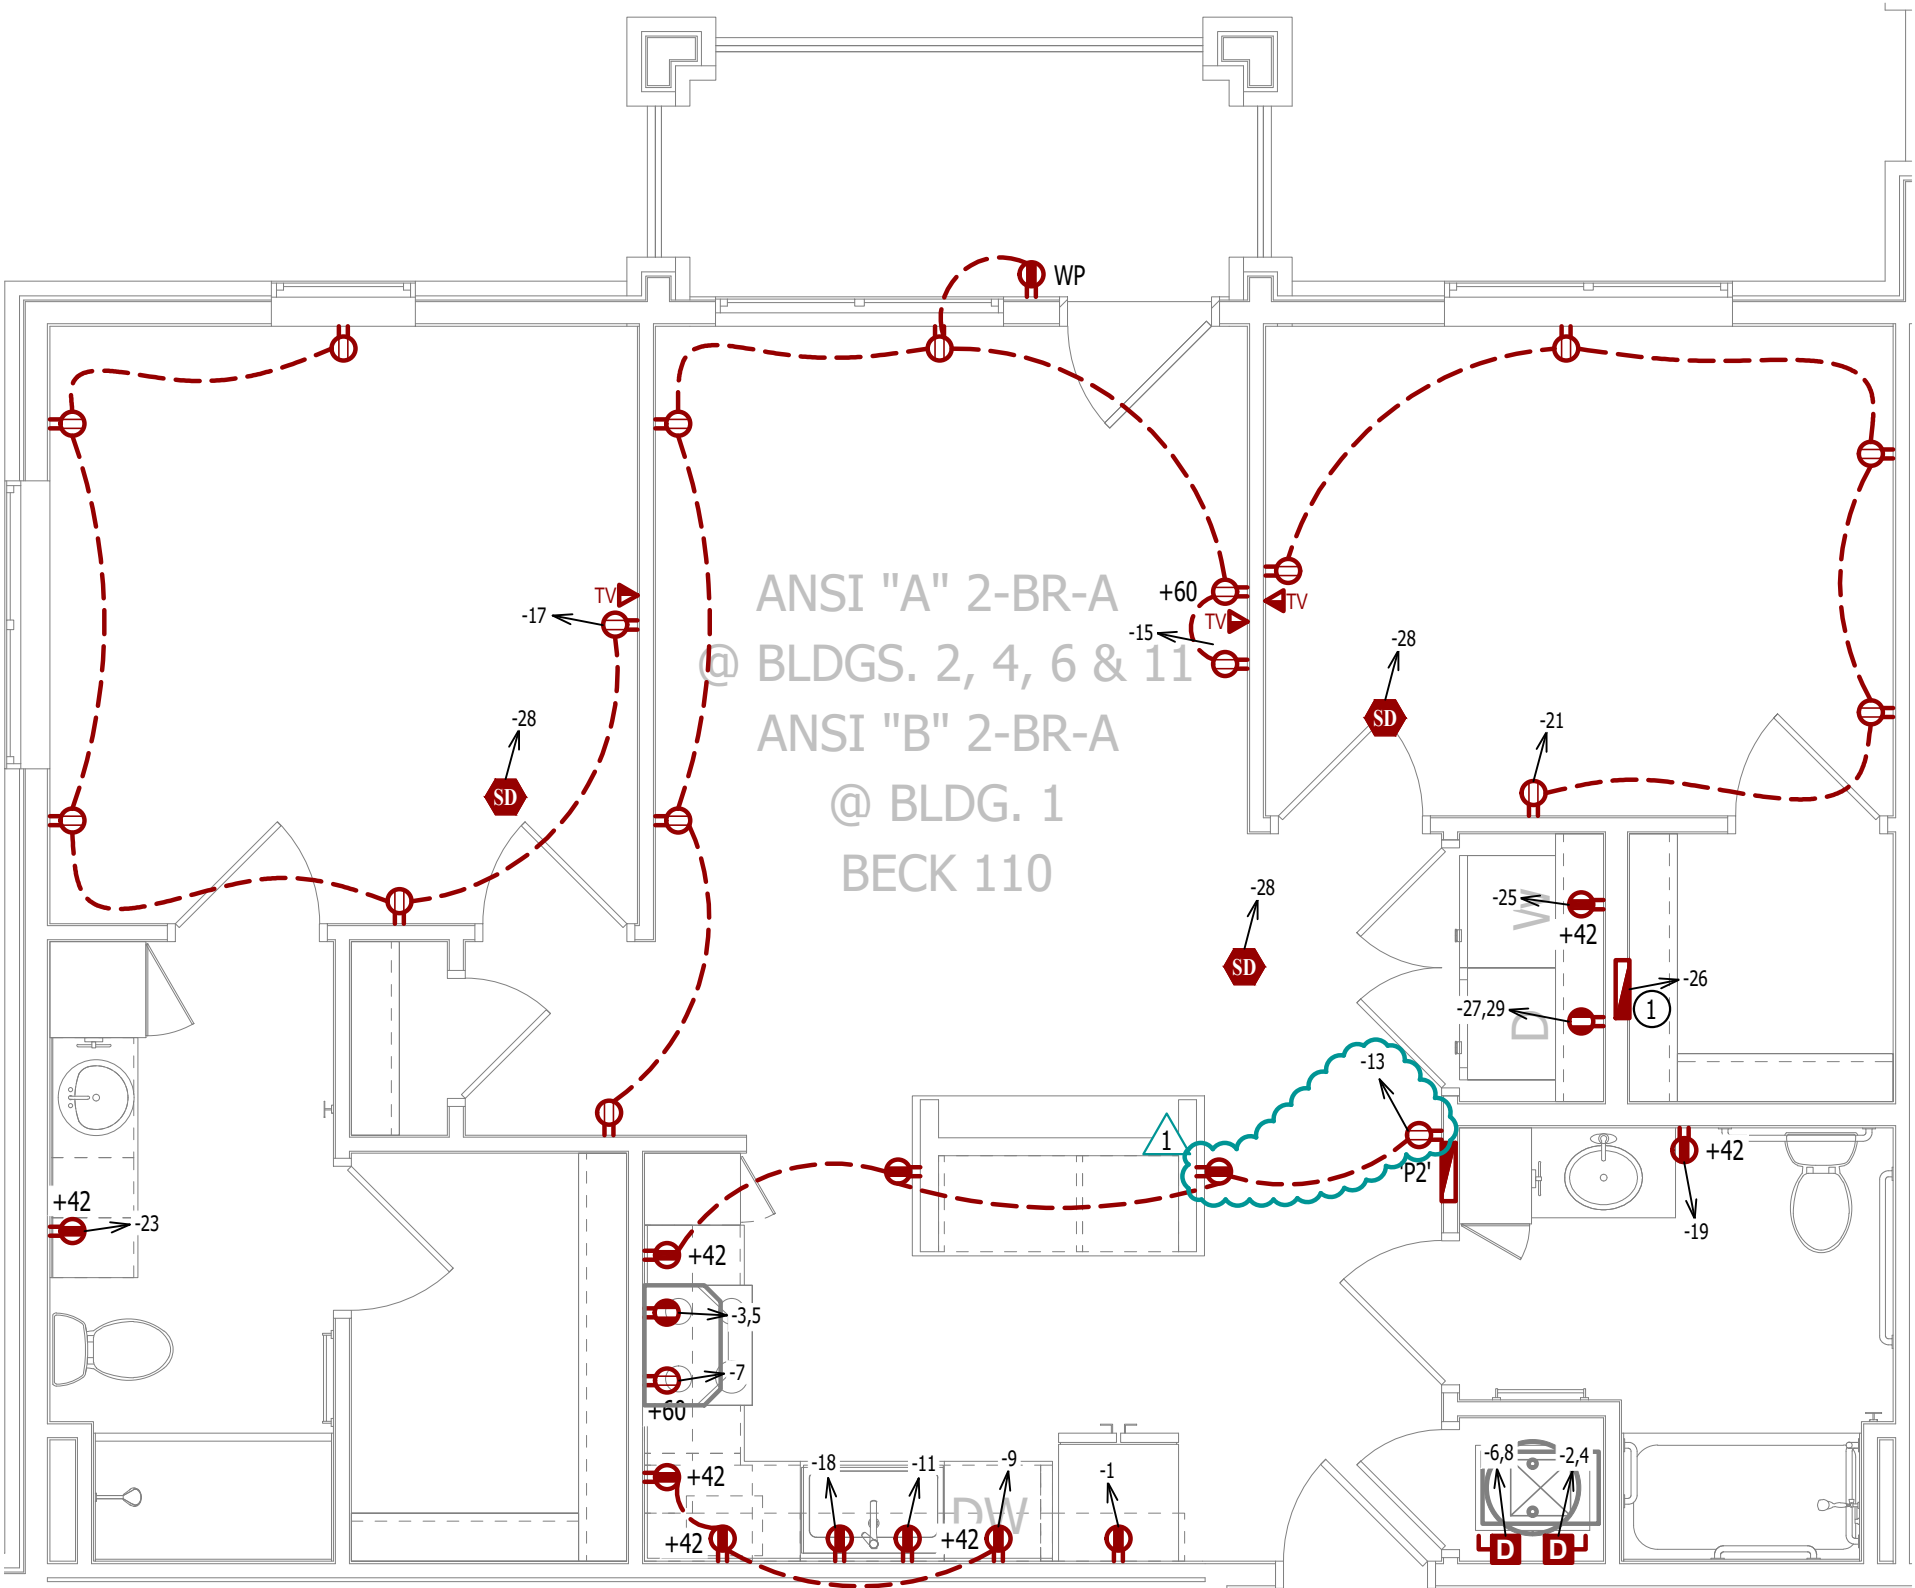 WP
TV
-17
+60
TV
TV
-15
ANSI "A" 2-BR-A
@ BLDGS. 2, 4, 6 & 11
ANSI "B" 2-BR-A
@ BLDG. 1
BECK 110
-28
SD
-28
SD
-21
-28
SD
-25
W
+42
-26
1
-27,29
D
-13
1
'P2'
+42
-19
+42
-23
+42
-3,5
-7
+60
+42
-18
-11
-9
-1
DW
+42
+42
-6,8
-2,4
D
D